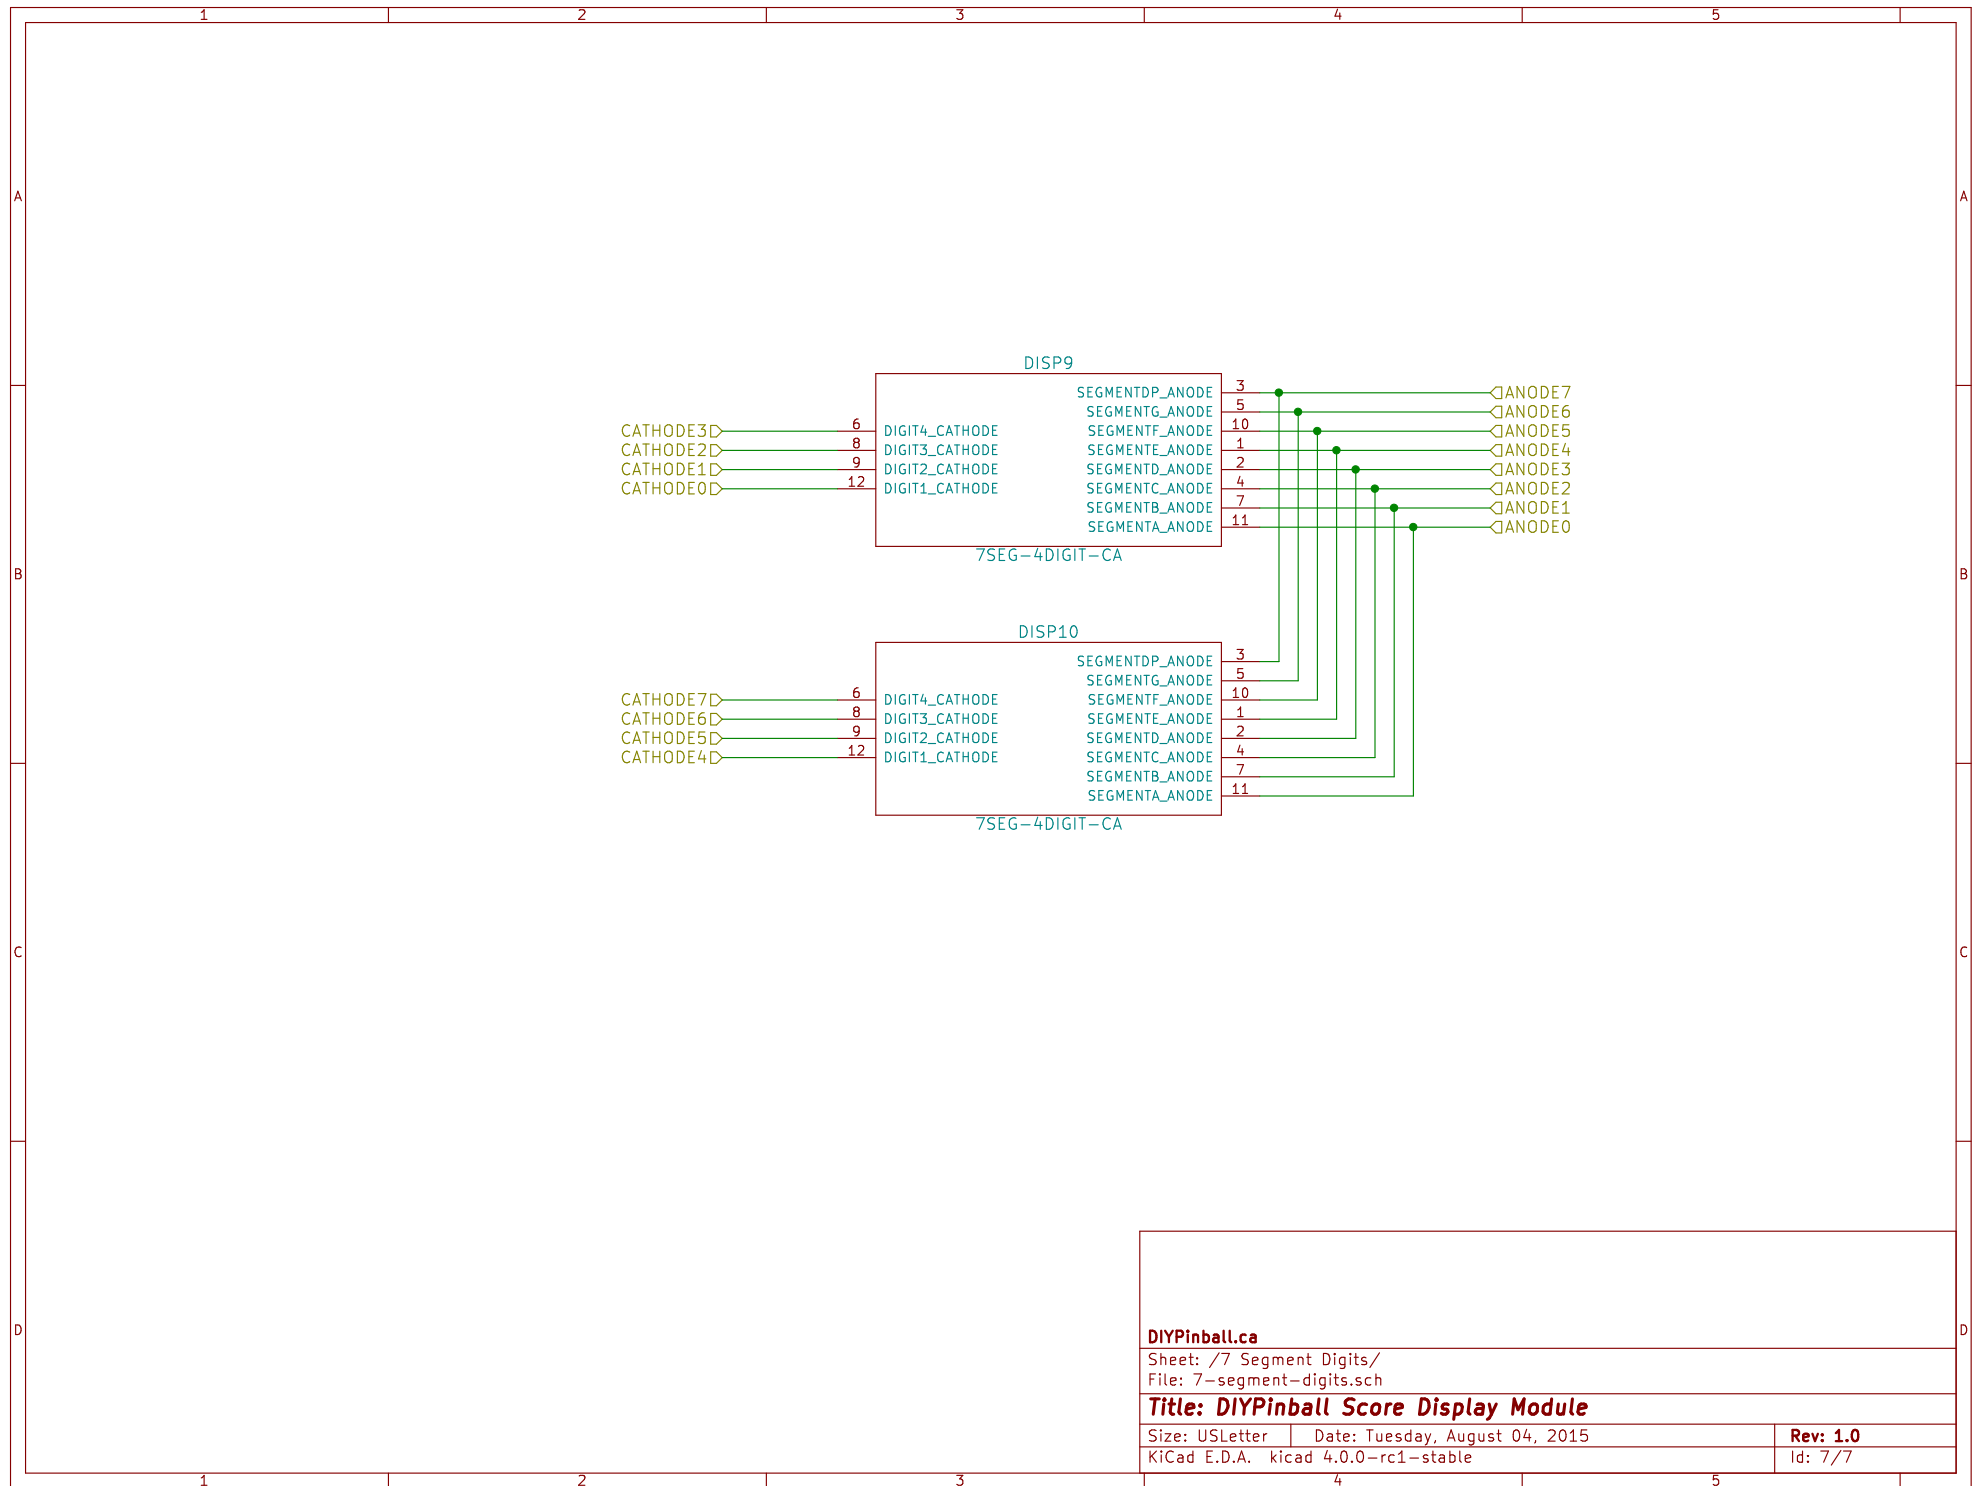 1 2 3 4 5
A A
DISP9
SEGMENTDP_ANODE 3 ANODE7
SEGMENTG_ANODE 5 ANODE6
CATHODE3 6 DIGIT4_CATHODE SEGMENTF_ANODE 10 ANODE5
CATHODE2 8 DIGIT3_CATHODE SEGMENTE_ANODE 1 ANODE4
CATHODE1 9 DIGIT2_CATHODE SEGMENTD_ANODE 2 ANODE3
CATHODE0 12 DIGIT1_CATHODE SEGMENTC_ANODE 4 ANODE2
SEGMENTB_ANODE 7 ANODE1
SEGMENTA_ANODE 11 ANODE0
7SEG-4DIGIT-CA
B B
DISP10
SEGMENTDP_ANODE 3
SEGMENTG_ANODE 5
CATHODE7 6 DIGIT4_CATHODE SEGMENTF_ANODE 10
CATHODE6 8 DIGIT3_CATHODE SEGMENTE_ANODE 1
CATHODE5 9 DIGIT2_CATHODE SEGMENTD_ANODE 2
CATHODE4 12 DIGIT1_CATHODE SEGMENTC_ANODE 4
SEGMENTB_ANODE 7
SEGMENTA_ANODE 11
7SEG-4DIGIT-CA
C C
D D
DIYPinball.ca
Sheet: /7 Segment Digits/
File: 7-segment-digits.sch
Title: DIYPinball Score Display Module
Size: USLetter Date: Tuesday, August 04, 2015 Rev: 1.0
KiCad E.D.A. kicad 4.0.0-rc1-stable Id: 7/7
1 2 3 4 5